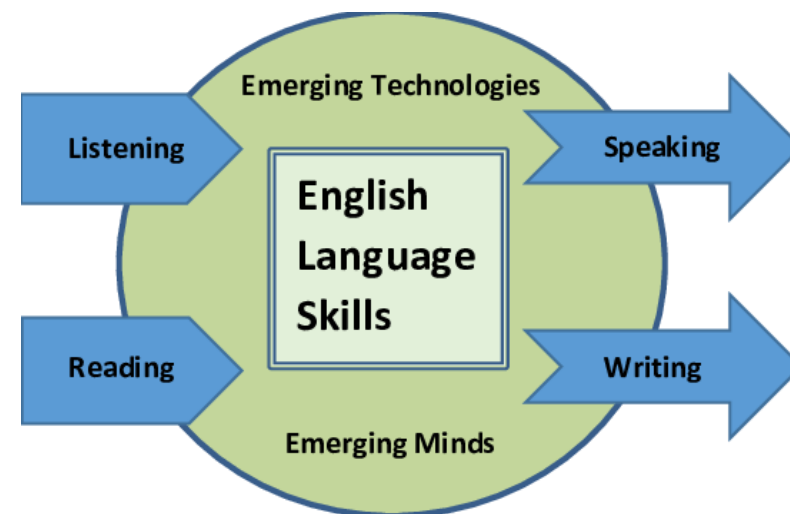 Emerging Technologies
Listening
Speaking
English
Language
Skills
Reading
Writing
Emerging Minds